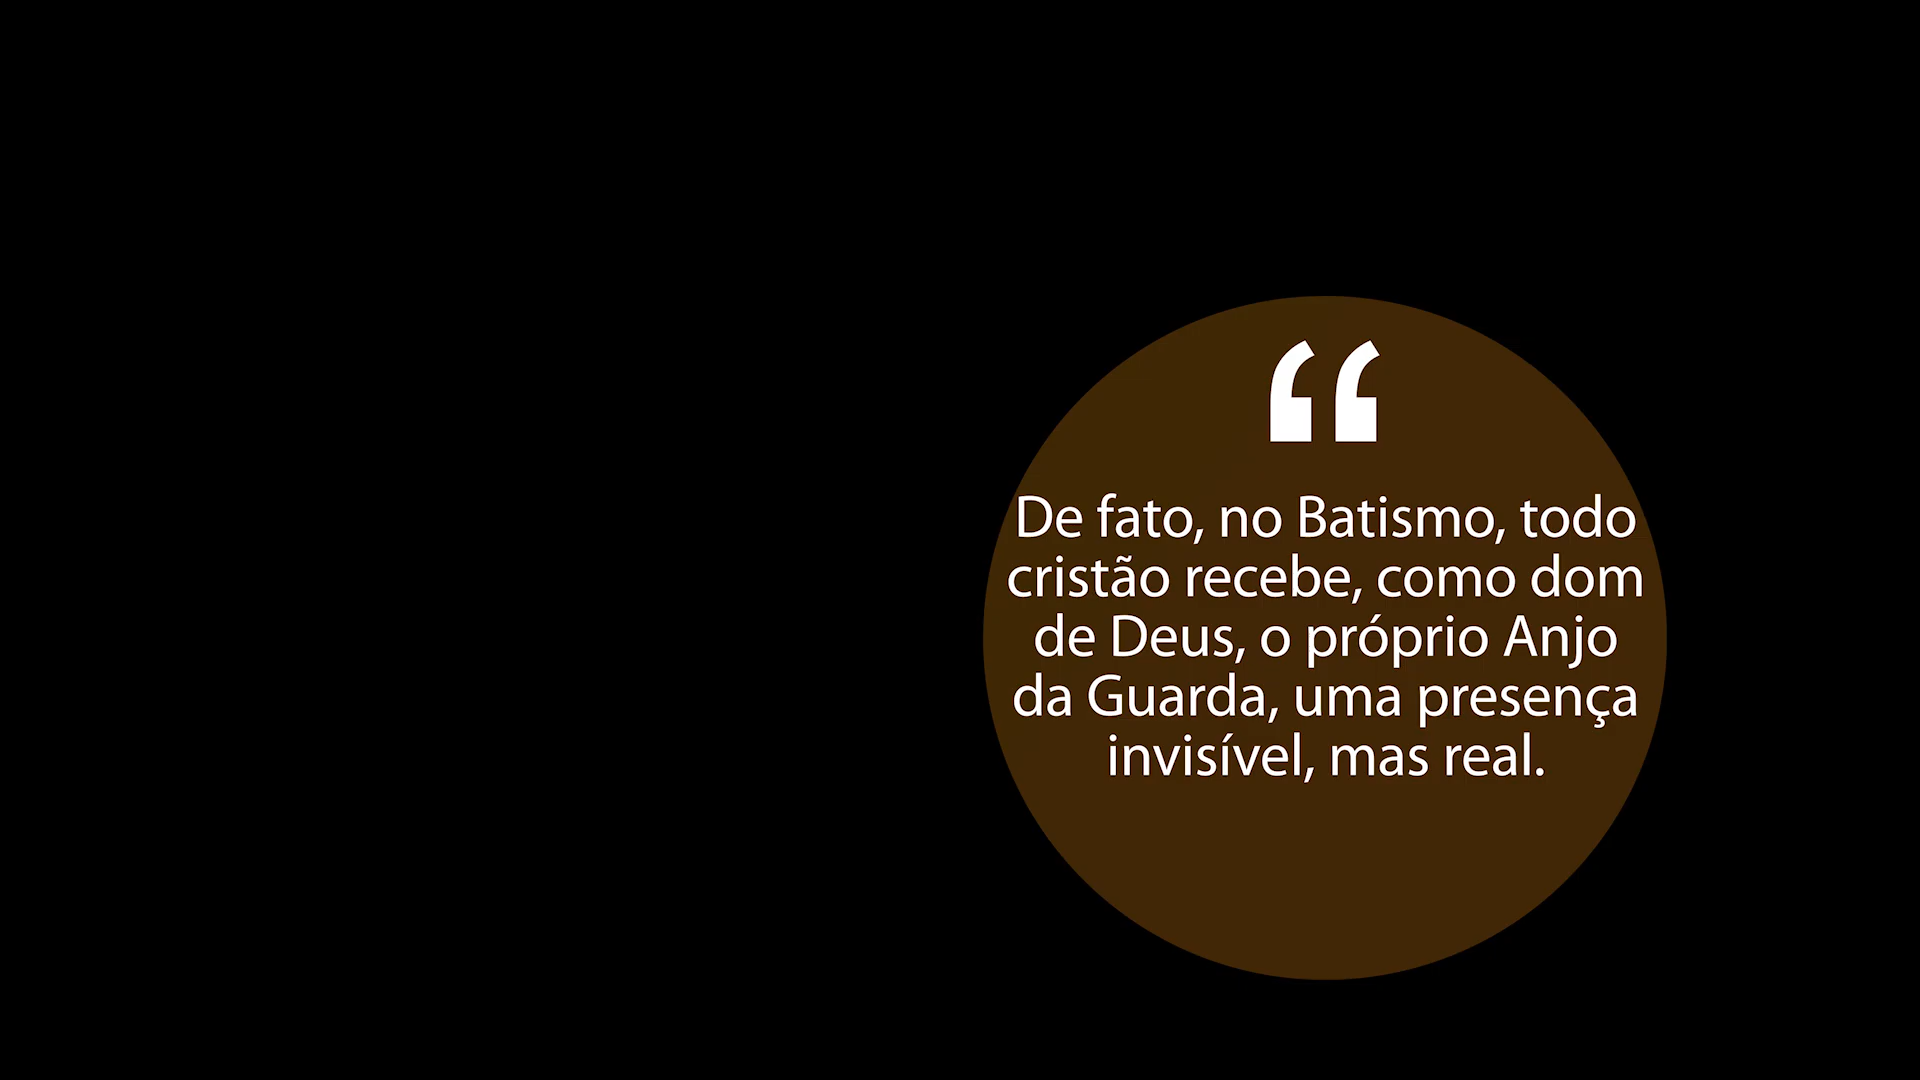 “
De fato, no Batismo, todo
cristão recebe, como dom
de Deus, o próprio Anjo
da Guarda, uma presença
invisível, mas real.